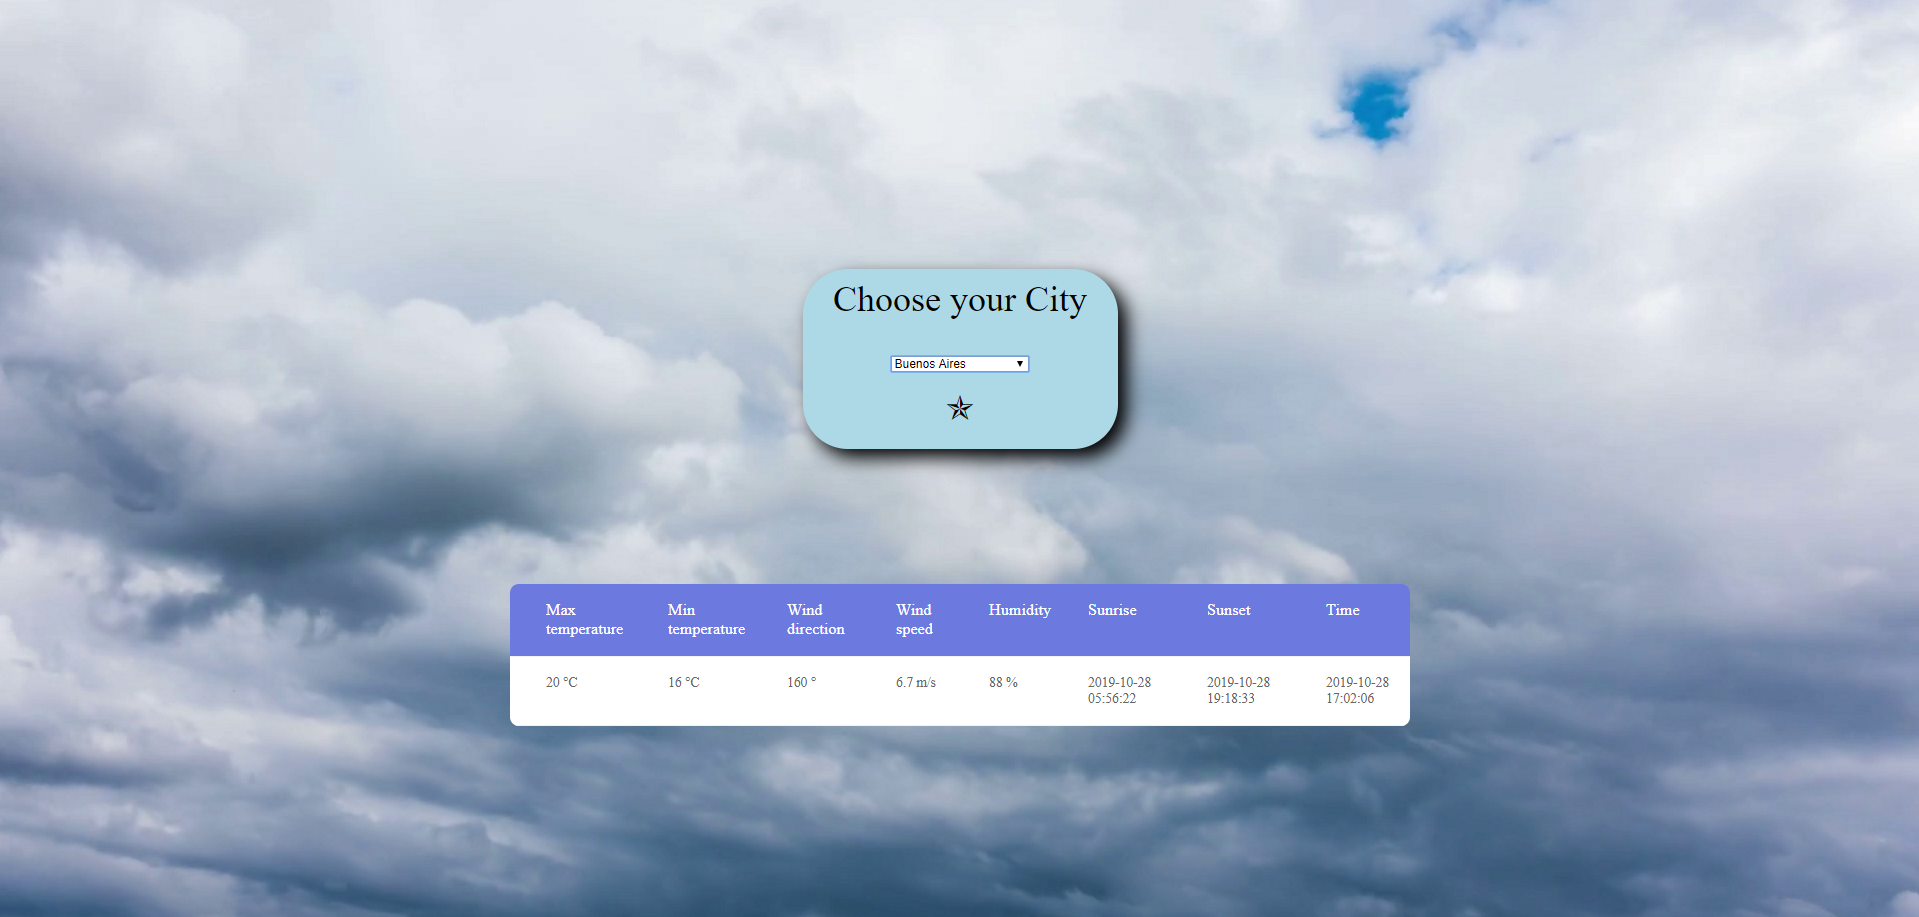 Choose your City
Buenos Aires
Max temperature Min temperature Wind direction Wind speed Humidity Sunrise Sunset Time
20 °C 16 °C 160 ° 6.7 m/s 88 % 2019-10-28 05:56:22 2019-10-28 19:18:33 2019-10-28 17:02:06